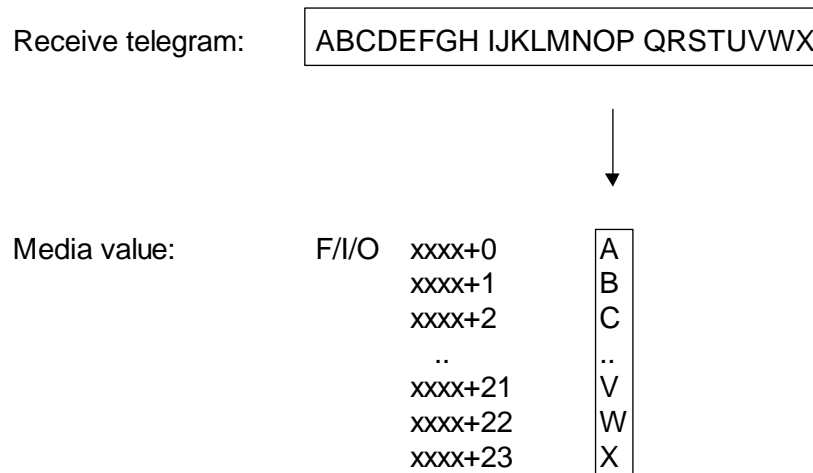 Receive telegram: ABCDEFGH IJKLMNOP QRSTUVWX
Media value: F/I/O xxxx+0 A
xxxx+1 B
xxxx+2 C
.. ..
xxxx+21 V
xxxx+22 W
xxxx+23 X